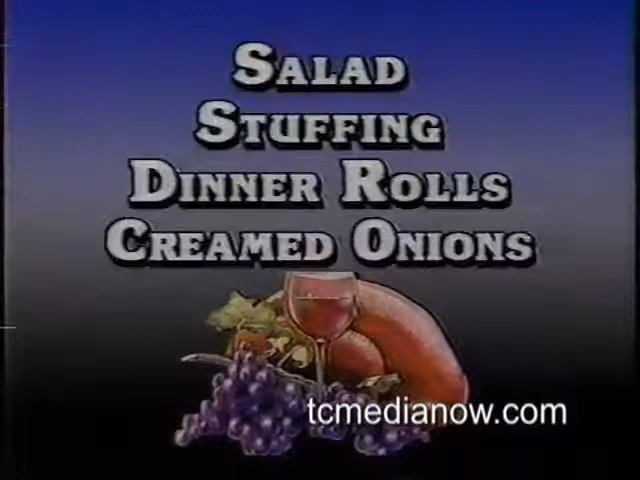 SALAD
STUFFING
DINNER ROLLS
CREAMED ONIONS
tcmedianow.com